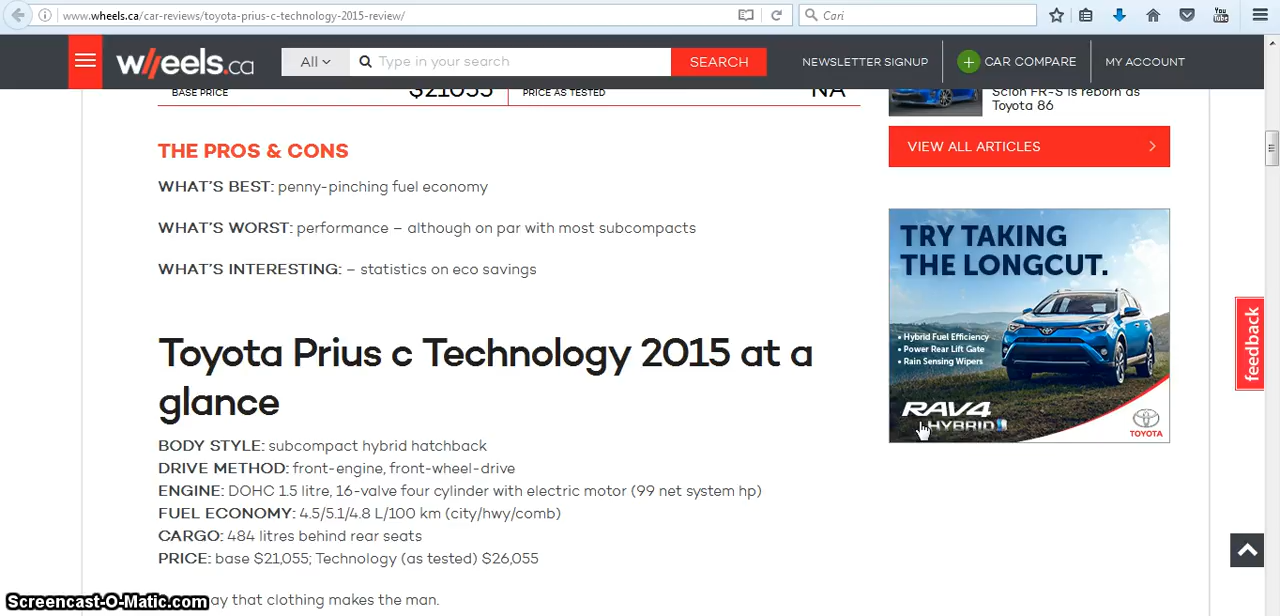 www.wheels.ca/car-reviews/toyota-prius-c-technology-2015-review/
Cari
You
Tube
wheels.ca
All
Type in your search
SEARCH
NEWSLETTER SIGNUP
CAR COMPARE
MY ACCOUNT
BASE PRICE
$21055
PRICE AS TESTED
NA
Scion FR-S is reborn as
Toyota 86
VIEW ALL ARTICLES
THE PROS & CONS
WHAT'S BEST: penny-pinching fuel economy
WHAT'S WORST: performance – although on par with most subcompacts
WHAT'S INTERESTING: – statistics on eco savings
TRY TAKING
THE LONGCUT.
• Hybrid Fuel Efficiency
• Power Rear Lift Gate
• Rain Sensing Wipers
RAV4
HYBRID
TOYOTA
feedback
Toyota Prius c Technology 2015 at a
glance
BODY STYLE: subcompact hybrid hatchback
DRIVE METHOD: front-engine, front-wheel-drive
ENGINE: DOHC 1.5 litre, 16-valve four cylinder with electric motor (99 net system hp)
FUEL ECONOMY: 4.5/5.1/4.8 L/100 km (city/hwy/comb)
CARGO: 484 litres behind rear seats
PRICE: base $21,055; Technology (as tested) $26,055
ay that clothing makes the man.
Screencast-O-Matic.com